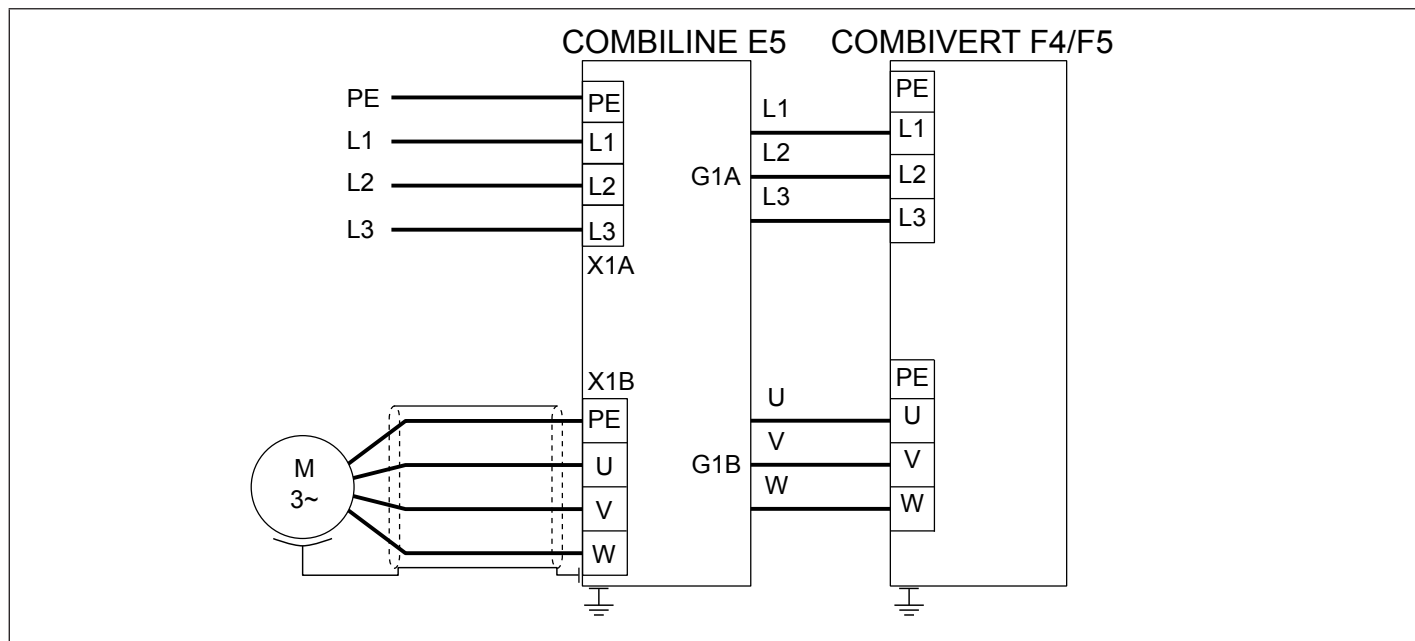 COMBILINE E5
COMBIVERT F4/F5
PE
L1
L2
L3
PE
L1
L2
L3
X1A
G1A
L1
L2
L3
PE
L1
L2
L3
X1B
PE
U
V
W
M
3~
G1B
U
V
W
PE
U
V
W